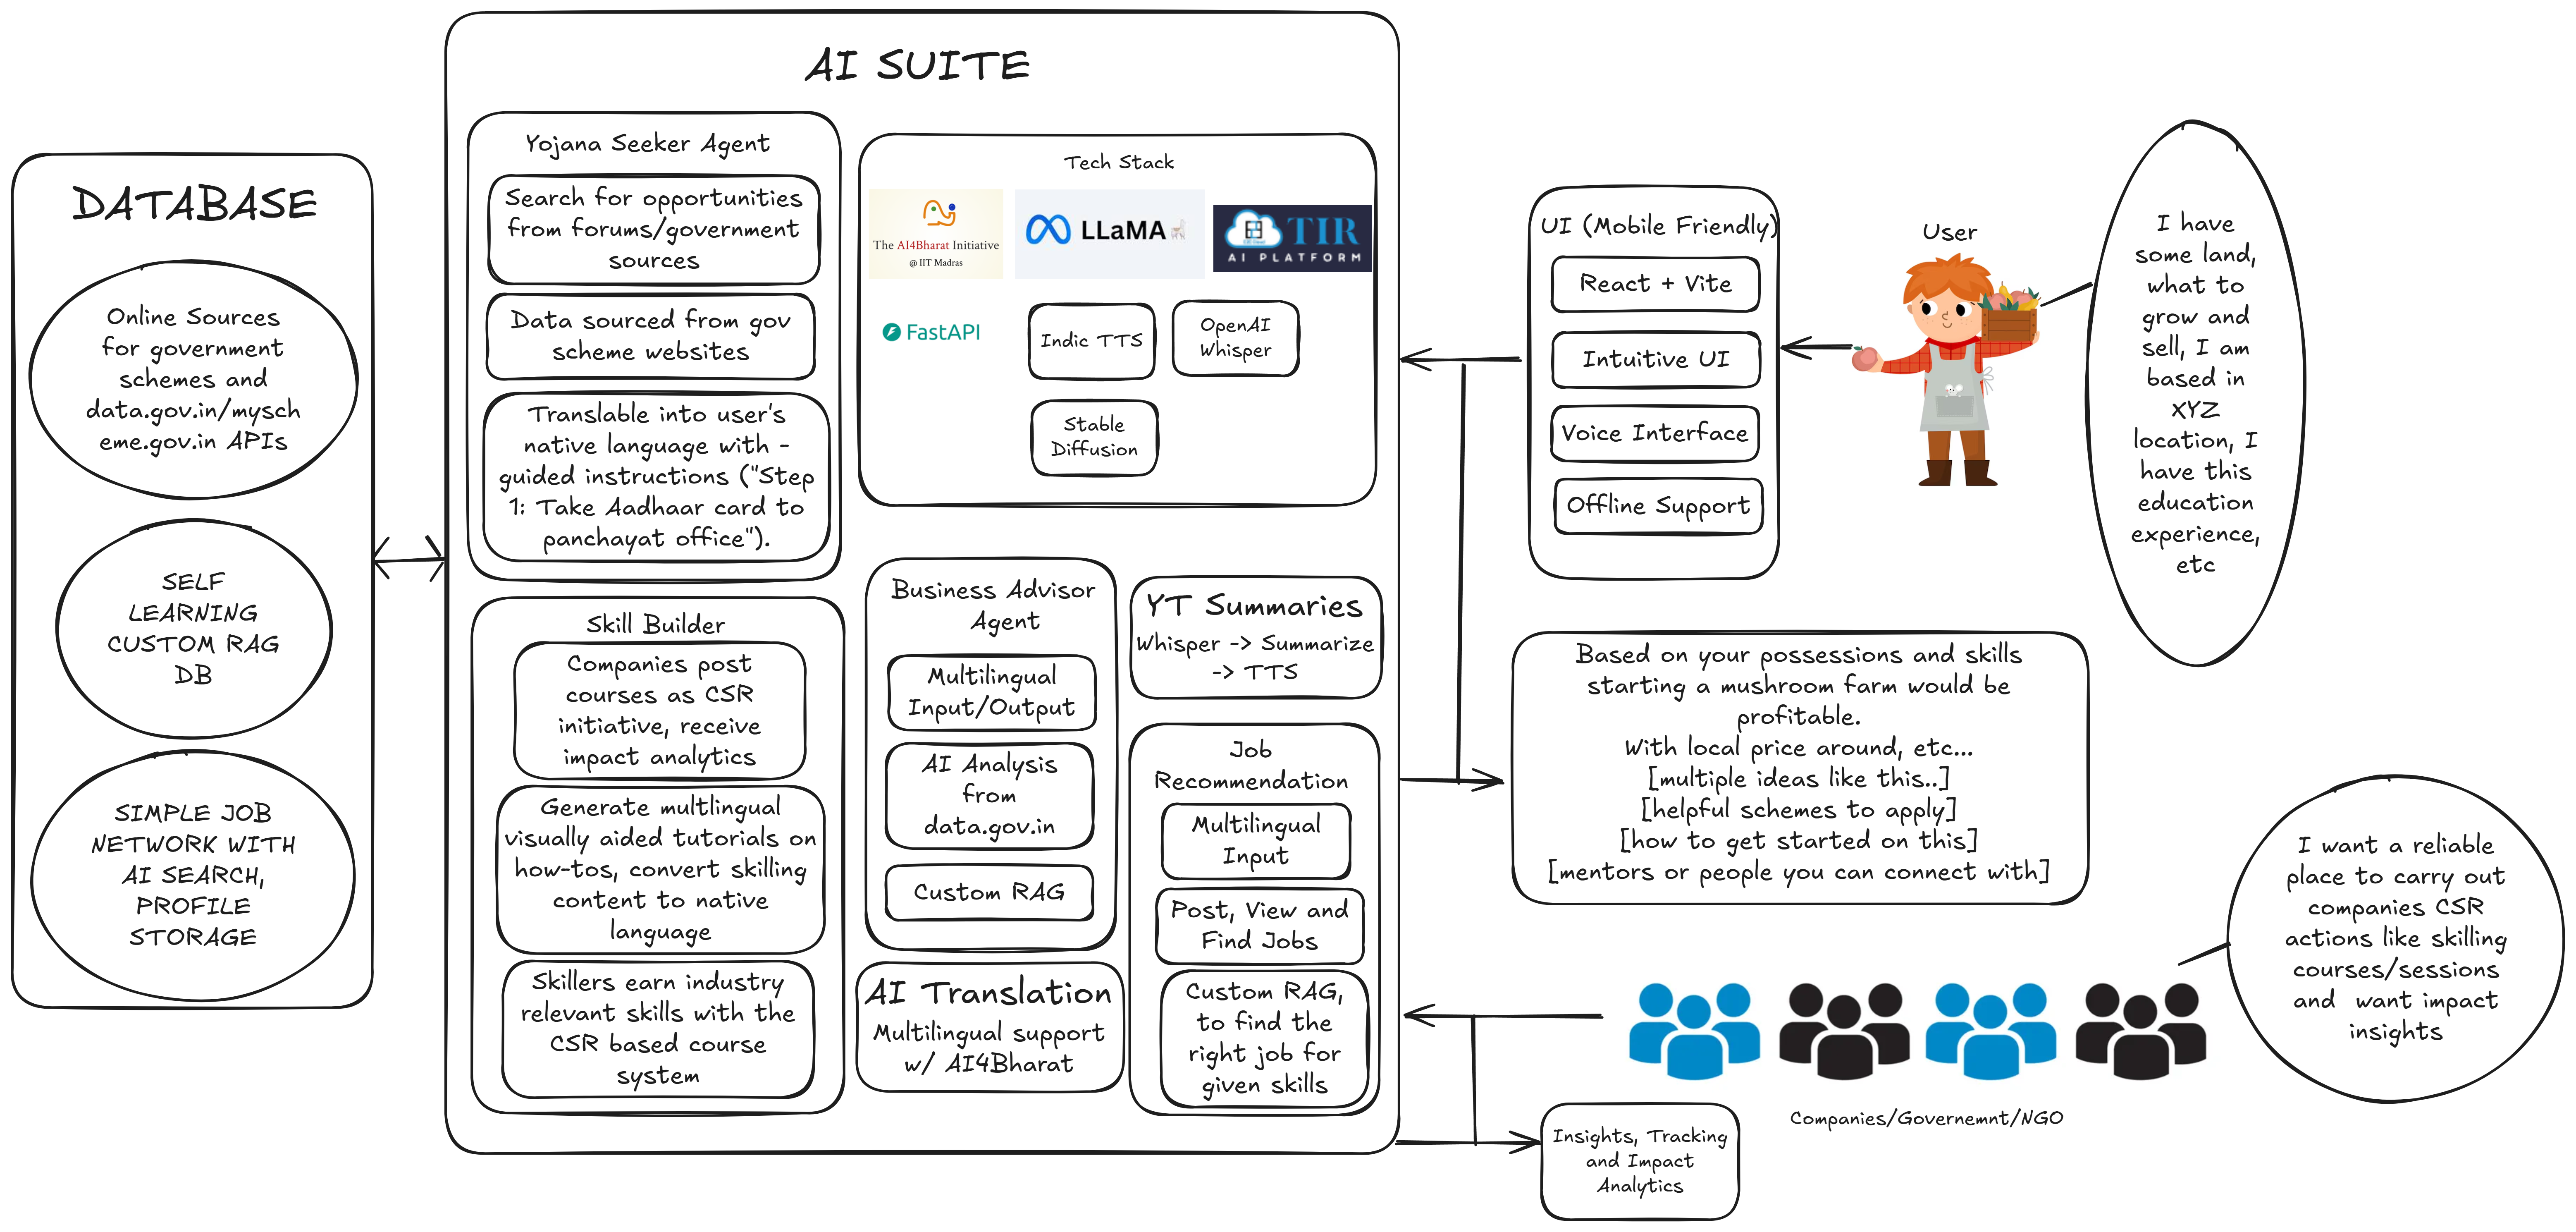 AI SUITE
DATABASE
Online Sources
for government
schemes and
data.gov.in/mysch
eme.gov.in APIs
SELF
LEARNING
CUSTOM RAG
DB
SIMPLE JOB
NETWORK WITH
AI SEARCH,
PROFILE
STORAGE
Yojana Seeker Agent
Search for opportunities
from forums/government
sources
Data sourced from gov
scheme websites
Translable into user's
native language with -
guided instructions ("Step
1: Take Aadhaar card to
panchayat office").
Skill Builder
Companies post
courses as CSR
initiative, receive
impact analytics
Generate multlingual
visually aided tutorials on
how-tos, convert skilling
content to native
language
Skillers earn industry
relevant skills with the
CSR based course
system
Tech Stack
The AI4Bharat Initiative
@ IIT Madras
LLaMA
TIR
AI PLATFORM
FastAPI
Indic TTS
OpenAI
Whisper
Stable
Diffusion
Business Advisor
Agent
Multilingual
Input/Output
AI Analysis
from
data.gov.in
Custom RAG
AI Translation
Multilingual support
w/ AI4Bharat
YT Summaries
Whisper -> Summarize
-> TTS
Job
Recommendation
Multilingual
Input
Post, View and
Find Jobs
Custom RAG,
to find the
right job for
given skills
UI (Mobile Friendly)
React + Vite
Intuitive UI
Voice Interface
Offline Support
User
I have
some land,
what to
grow and
sell, I am
based in
XYZ
location, I
have this
education
experience,
etc
Based on your possessions and skills
starting a mushroom farm would be
profitable.
With local price around, etc...
[multiple ideas like this..]
[helpful schemes to apply]
[how to get started on this]
[mentors or people you can connect with]
I want a reliable
place to carry out
companies CSR
actions like skilling
courses/sessions
and want impact
insights
Companies/Governemnt/NGO
Insights, Tracking
and Impact
Analytics